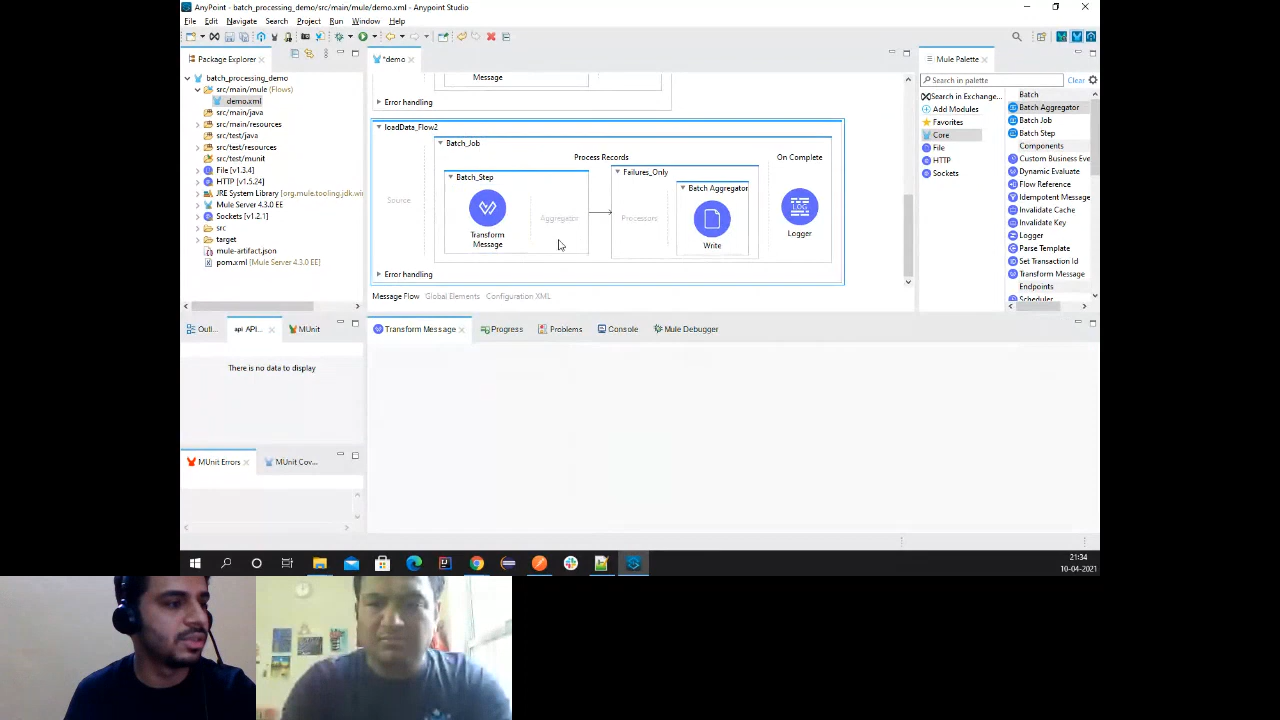 AnyPoint - batch_processing_demo/src/main/mule/demo.xml - Anypoint Studio
File Edit Navigate Search Project Run Window Help
Package Explorer
batch_processing_demo
src/main/mule (Flows)
demo.xml
src/main/java
src/main/resources
src/test/java
src/test/resources
src/test/munit
File [v1.3.4]
HTTP [v1.5.24]
JRE System Library [org.mule.tooling.jdk.wi
Mule Server 4.3.0 EE
Sockets [v1.2.1]
src
target
mule-artifact.json
pom.xml [Mule Server 4.3.0 EE]
*demo
Message
Error handling
loadData_Flow2
Batch_Job
Process Records
On Complete
Source
Batch_Step
Transform
Message
Aggregator
Failures_Only
Processors
Batch Aggregator
Write
LOG
Logger
Error handling
Message Flow Global Elements Configuration XML
Mule Palette
Search in palette
Clear
Search in Exchange...
Add Modules
Favorites
Core
File
HTTP
Sockets
Batch
Batch Aggregator
Batch Job
Batch Step
Components
Custom Business Eve
Dynamic Evaluate
Flow Reference
Idempotent Message
Invalidate Cache
Invalidate Key
Logger
Parse Template
Set Transaction Id
Transform Message
Endpoints
Scheduler
Outl... api API... MUnit
There is no data to display
MUnit Errors MUnit Cov...
Transform Message Progress Problems Console Mule Debugger
21:34
10-04-2021